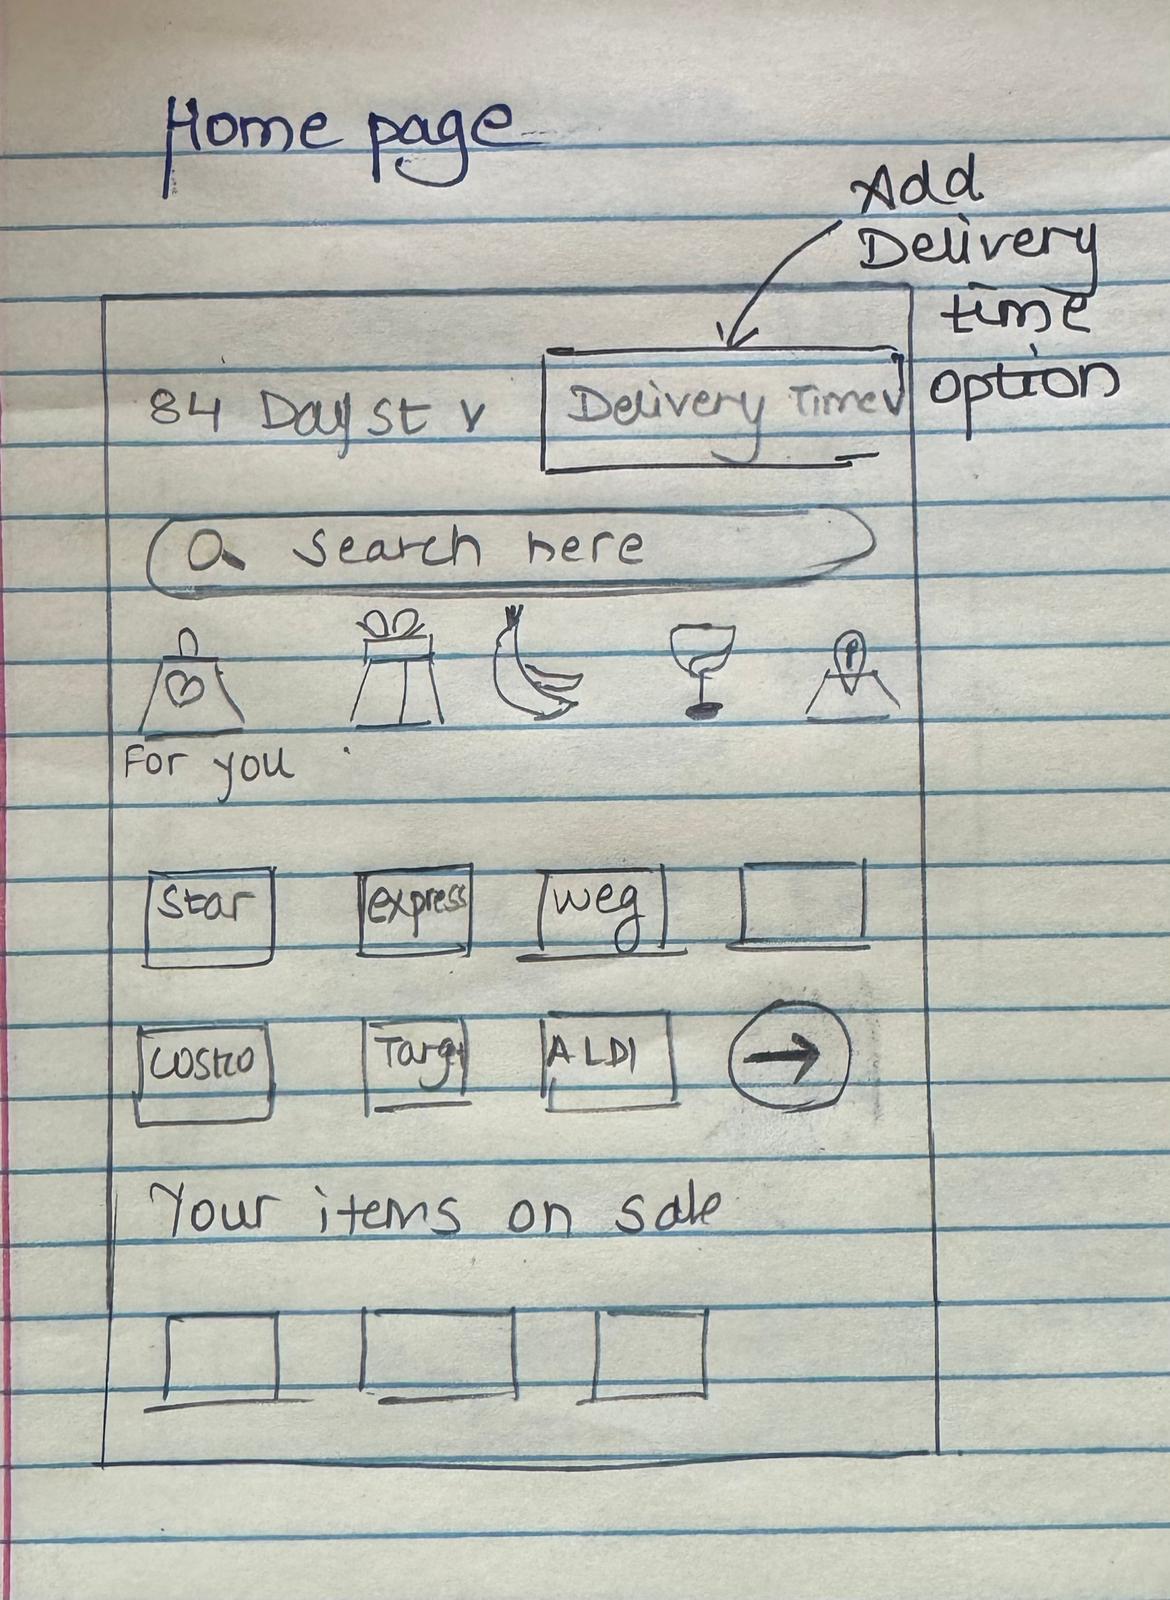 Home page
Add
Delivery
time
option
84 Day St v
Delivery Time v
Search here
For you
Star
express
weg
Costco
Targt
ALDI
Your items on sale